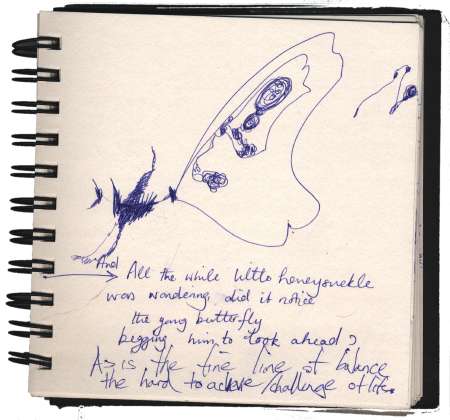 And
All the while little honeysuckle
was wandering, did it notice
the young butterfly
begging him to look ahead?
As is the fine line of balance
the hard to achieve/challenge of life.